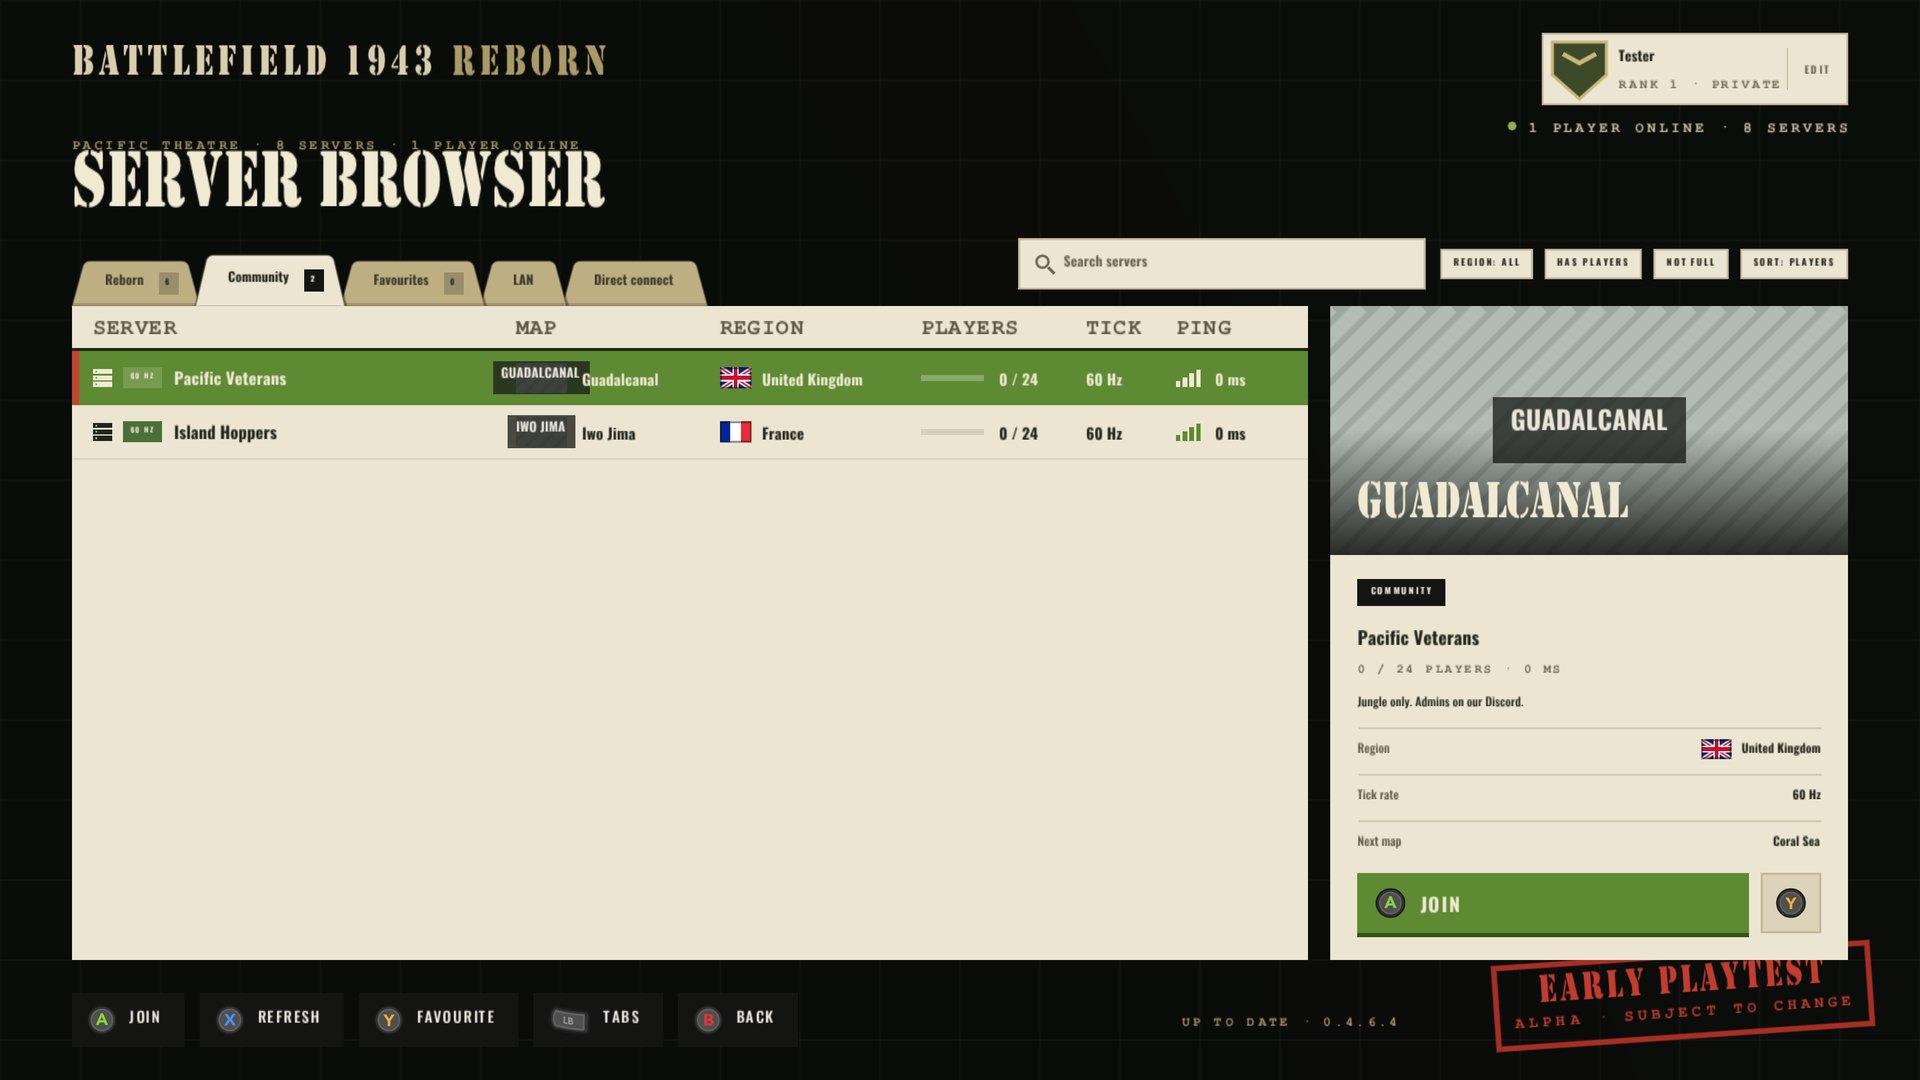 BATTLEFIELD 1943 REBORN
Tester
RANK 1 · PRIVATE
EDIT
1 PLAYER ONLINE · 8 SERVERS
PACIFIC THEATRE · 8 SERVERS · 1 PLAYER ONLINE
SERVER BROWSER
Reborn 6
Community 2
Favourites 0
LAN
Direct connect
Search servers
REGION: ALL
HAS PLAYERS
NOT FULL
SORT: PLAYERS
SERVER MAP REGION PLAYERS TICK PING
60 HZ Pacific Veterans GUADALCANAL Guadalcanal United Kingdom 0 / 24 60 Hz 0 ms
60 HZ Island Hoppers IWO JIMA Iwo Jima France 0 / 24 60 Hz 0 ms
GUADALCANAL
GUADALCANAL
COMMUNITY
Pacific Veterans
0 / 24 PLAYERS · 0 MS
Jungle only. Admins on our Discord.
Region United Kingdom
Tick rate 60 Hz
Next map Coral Sea
A JOIN Y
A JOIN
X REFRESH
Y FAVOURITE
LB TABS
B BACK
UP TO DATE · 0.4.6.4
EARLY PLAYTEST
ALPHA · SUBJECT TO CHANGE